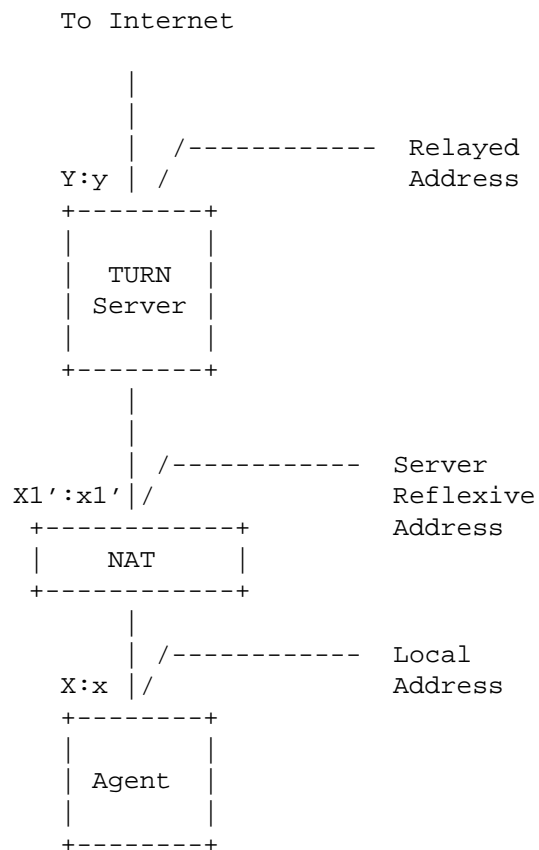 To Internet
Relayed
Y:y Address
TURN
Server
Server
X1':x1' Reflexive
Address
NAT
Local
X:x Address
Agent